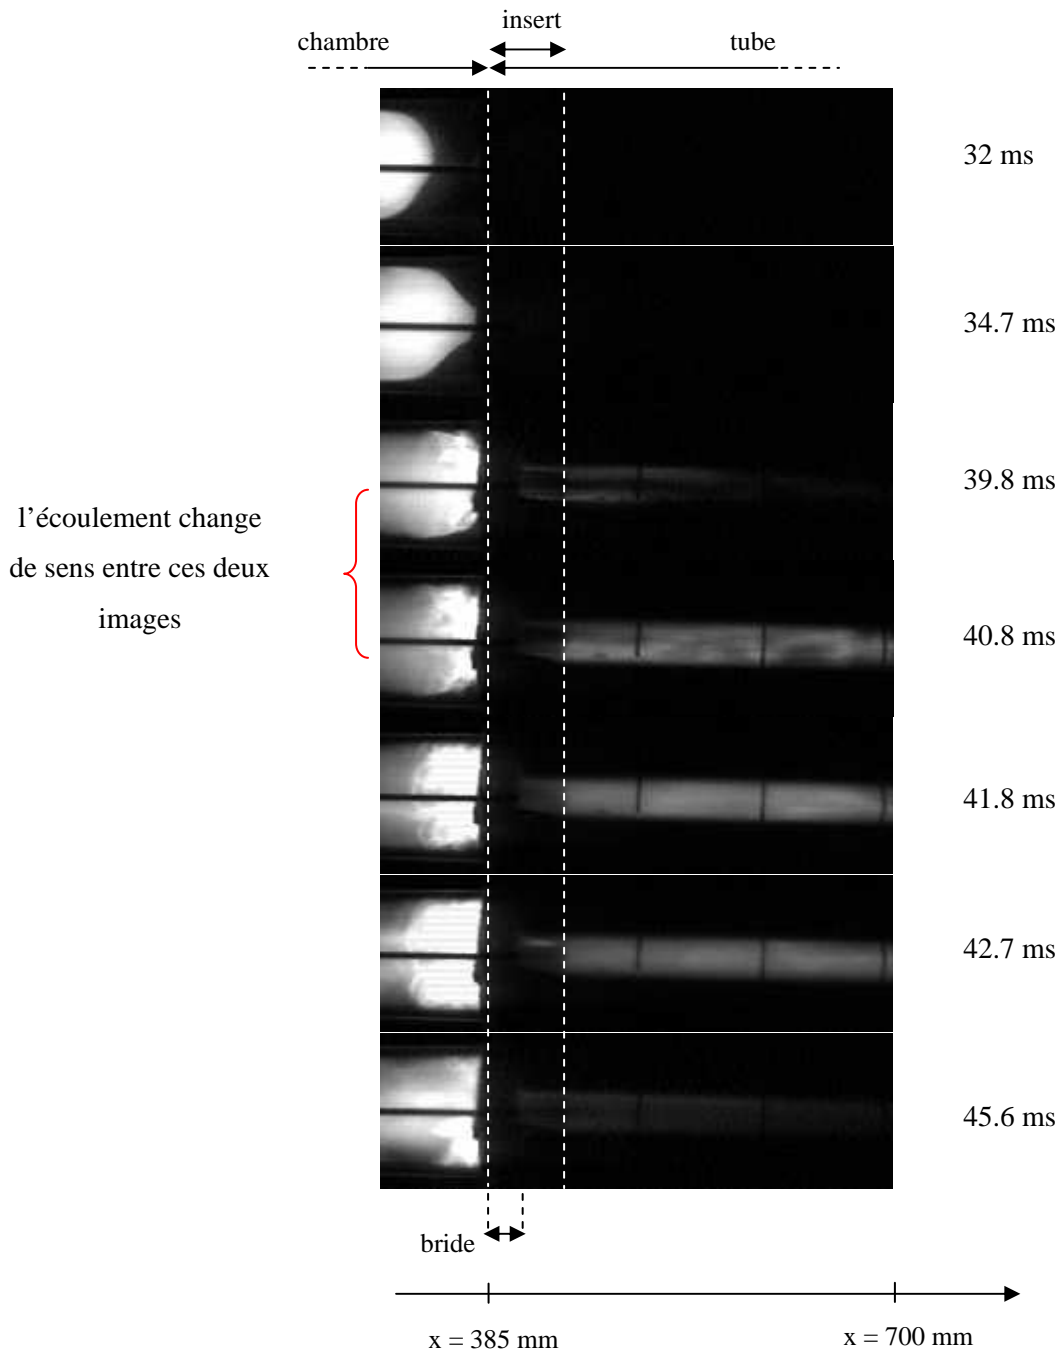 insert
chambre
tube
32 ms
34.7 ms
39.8 ms
l'écoulement change
de sens entre ces deux
images
40.8 ms
41.8 ms
42.7 ms
45.6 ms
bride
x = 385 mm
x = 700 mm